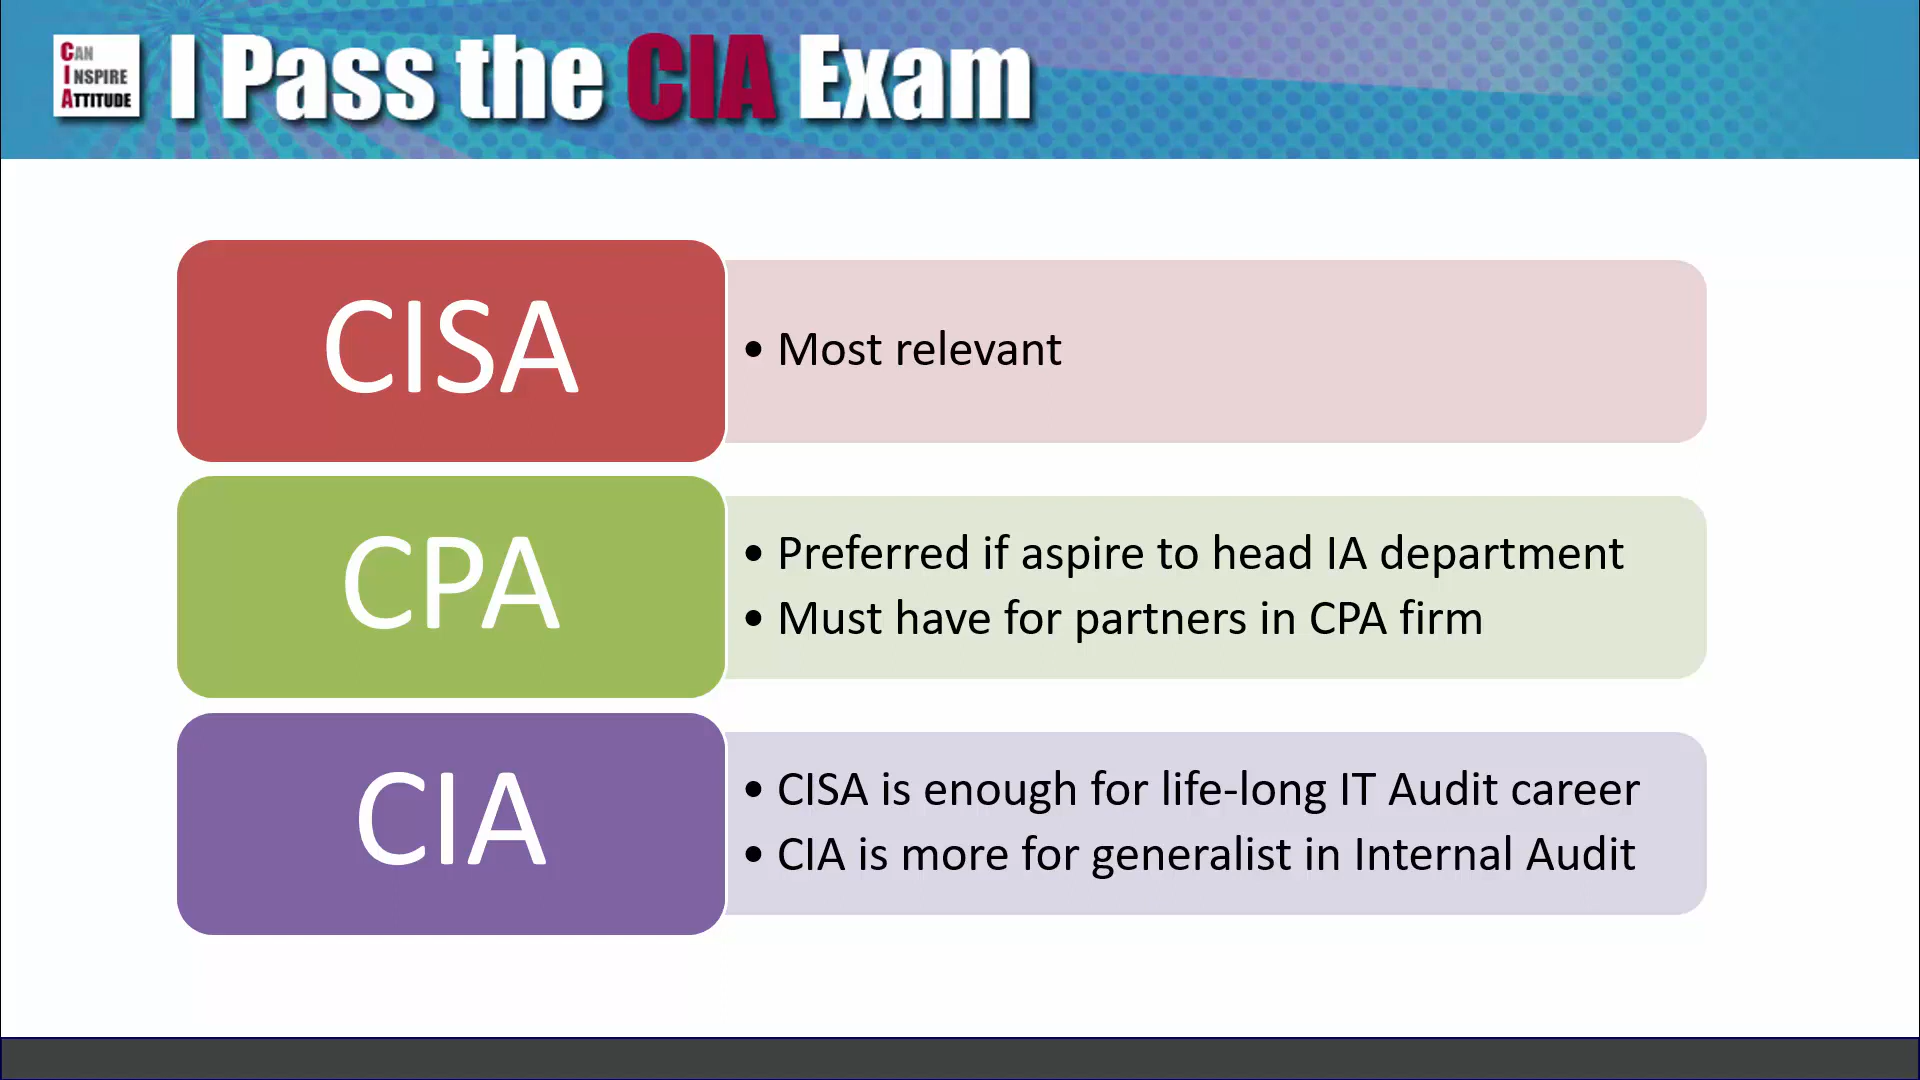 CAN
INSPIRE
ATTITUDE
I Pass the CIA Exam
CISA
• Most relevant
CPA
• Preferred if aspire to head IA department
• Must have for partners in CPA firm
CIA
• CISA is enough for life-long IT Audit career
• CIA is more for generalist in Internal Audit